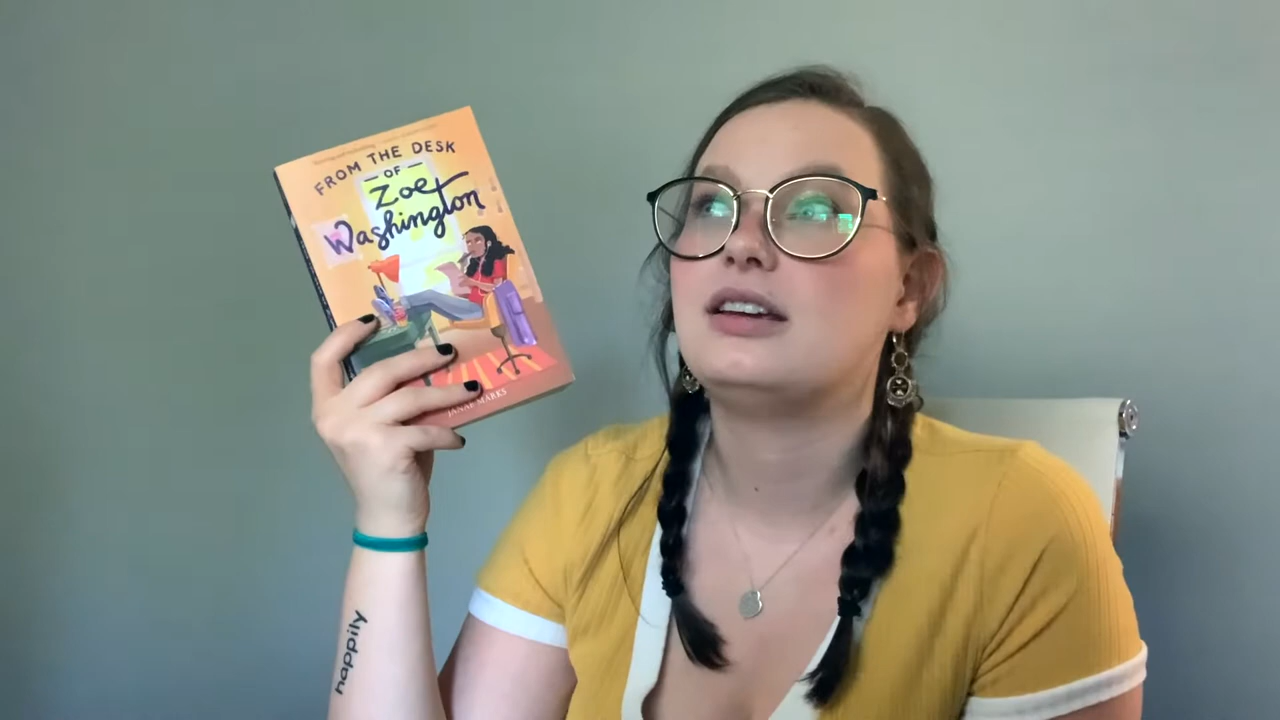 FROM THE DESK
OF
Zoe
Washington
JANAE MARKS
happily